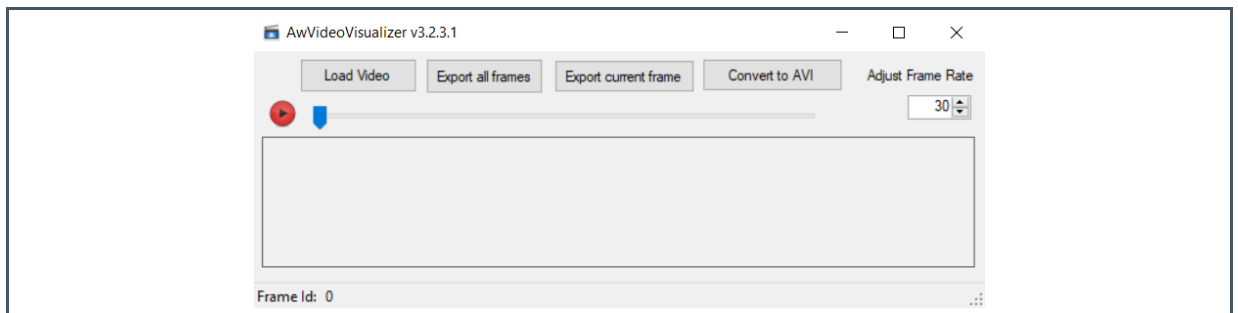 AwVideoVisualizer v3.2.3.1
Load Video Export all frames Export current frame Convert to AVI Adjust Frame Rate
30
Frame Id: 0